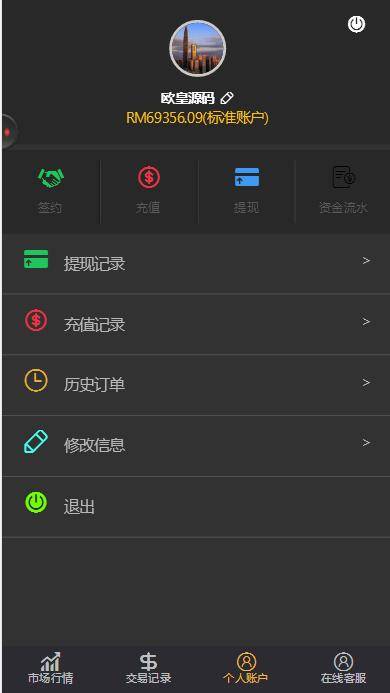 欧皇源码
RM69356.09(标准账户)
签约 充值 提现 资金流水
提现记录 >
充值记录 >
历史订单 >
修改信息 >
退出
市场行情 交易记录 个人账户 在线客服